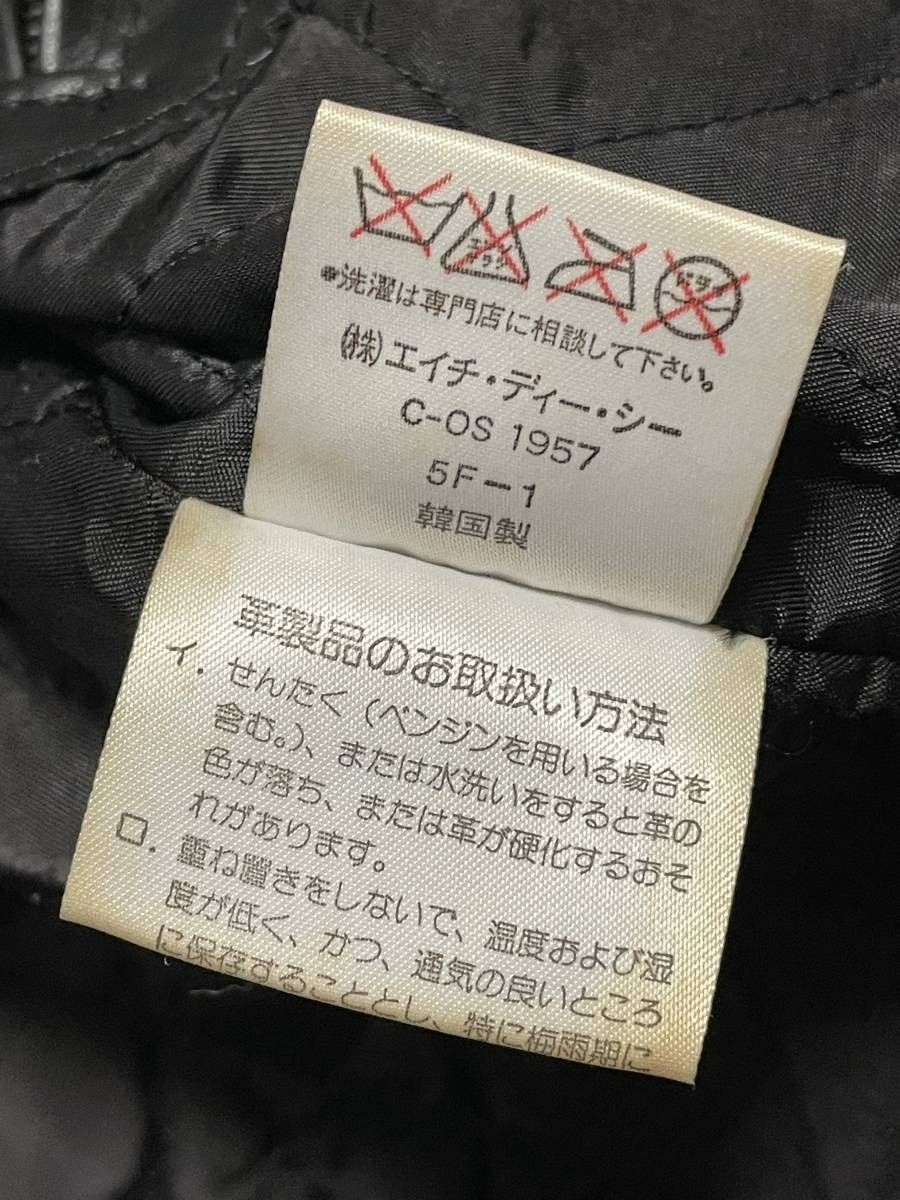 エンソ
サラシ
ドライ
●洗濯は専門店に相談して下さい。
(株)エイチ・ディー・シー
C-OS 1957
5F-1
韓国製
革製品のお取扱い方法
イ.せんたく(ベンジンを用いる場合を
含む。)、または水洗いをすると革の
色が落ち、または革が硬化するおそ
れがあります。
ロ.重ね置きをしないで、温度および湿
度が低く、かつ、通気の良いところ
に保存することとし、特に梅雨期に